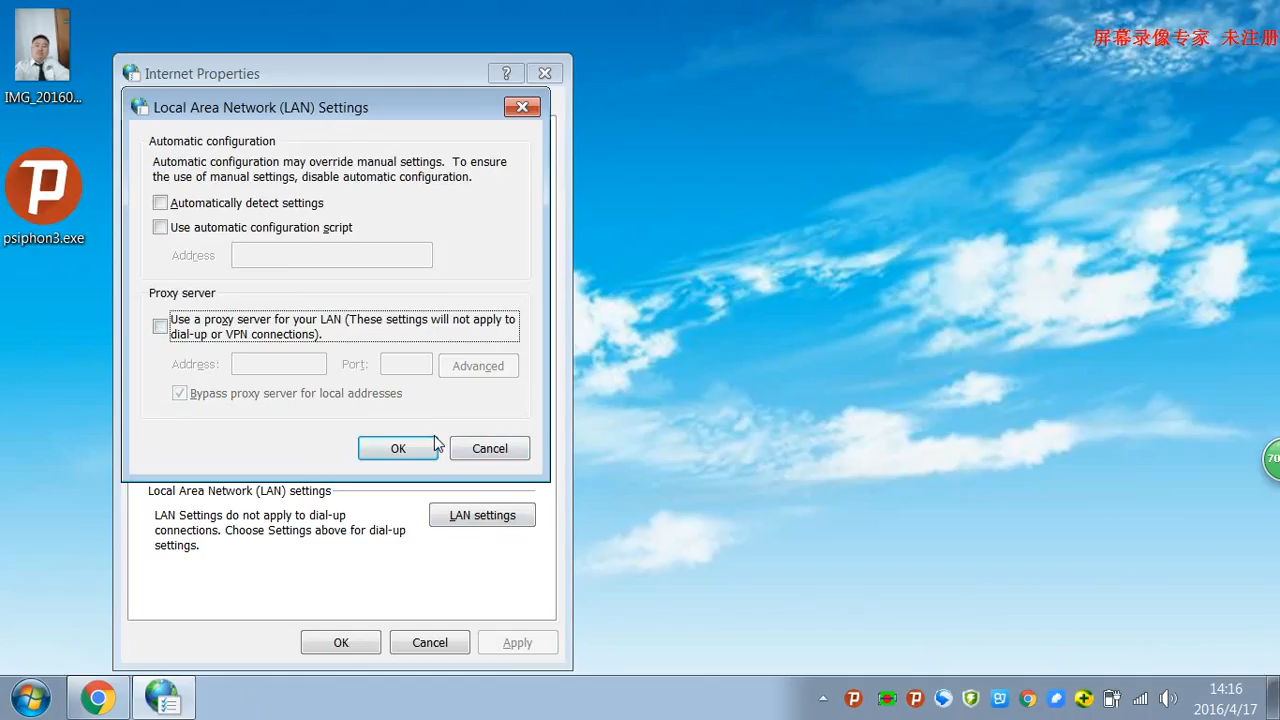 屏幕录像专家 未注册
IMG_20160...
P
psiphon3.exe
Internet Properties
?
Local Area Network (LAN) Settings
Automatic configuration
Automatic configuration may override manual settings. To ensure
the use of manual settings, disable automatic configuration.
Automatically detect settings
Use automatic configuration script
Address
Proxy server
Use a proxy server for your LAN (These settings will not apply to
dial-up or VPN connections).
Address:
Port:
Advanced
Bypass proxy server for local addresses
OK
Cancel
Local Area Network (LAN) settings
LAN Settings do not apply to dial-up
connections. Choose Settings above for dial-up
settings.
LAN settings
OK
Cancel
Apply
70
P
P
14:16
2016/4/17